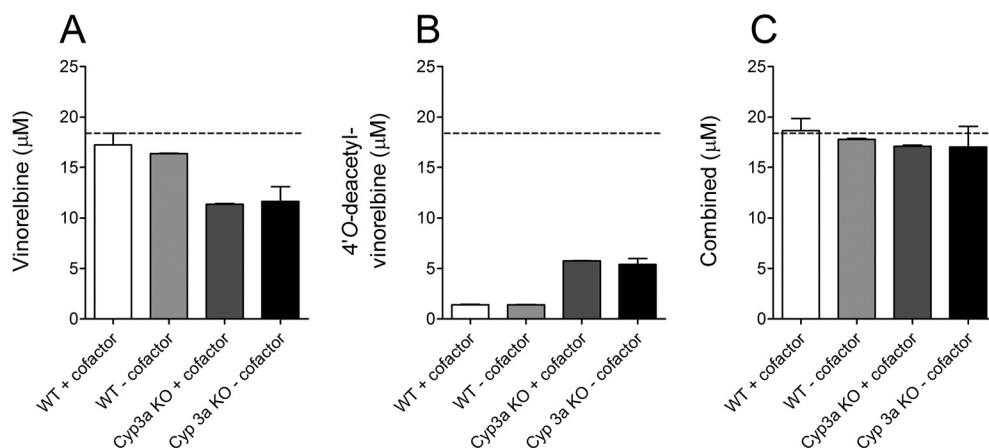 A
Vinorelbine (μM)
25
20
15
10
5
0
WT + cofactor
WT - cofactor
Cyp3a KO + cofactor
Cyp 3a KO - cofactor
B
4'O-deacetyl-
vinorelbine (μM)
25
20
15
10
5
0
WT + cofactor
WT - cofactor
Cyp3a KO + cofactor
Cyp 3a KO - cofactor
C
Combined (μM)
25
20
15
10
5
0
WT + cofactor
WT - cofactor
Cyp3a KO + cofactor
Cyp 3a KO - cofactor